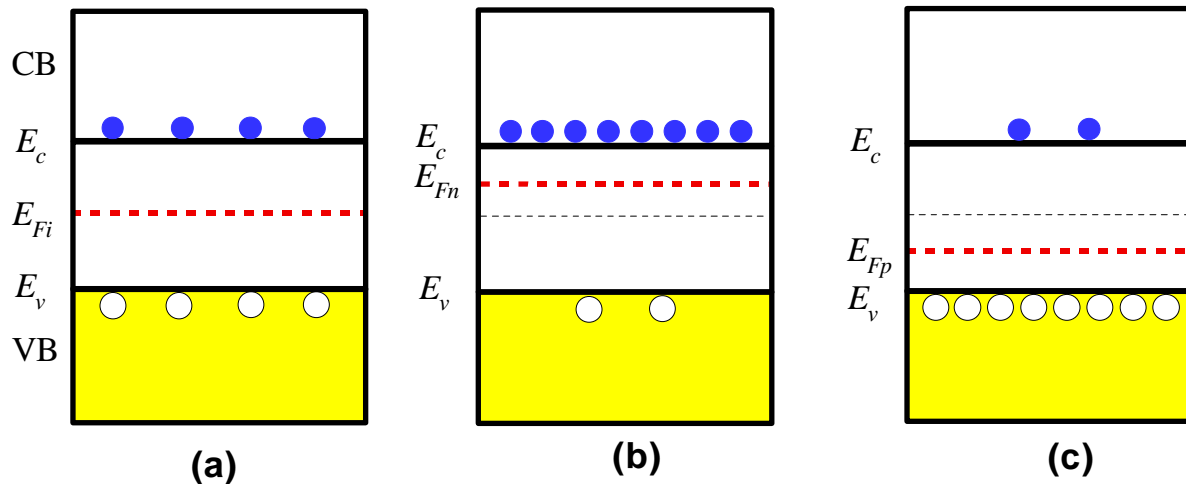 CB
E_c
E_Fi
E_v
VB
(a)
E_c
E_Fn
E_v
(b)
E_c
E_Fp
E_v
(c)